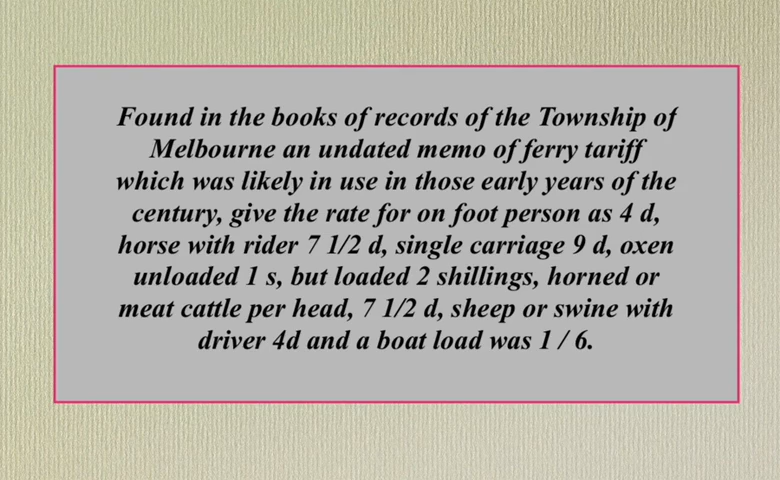 Found in the books of records of the Township of
Melbourne an undated memo of ferry tariff
which was likely in use in those early years of the
century, give the rate for on foot person as 4 d,
horse with rider 7 1/2 d, single carriage 9 d, oxen
unloaded 1 s, but loaded 2 shillings, horned or
meat cattle per head, 7 1/2 d, sheep or swine with
driver 4d and a boat load was 1 / 6.